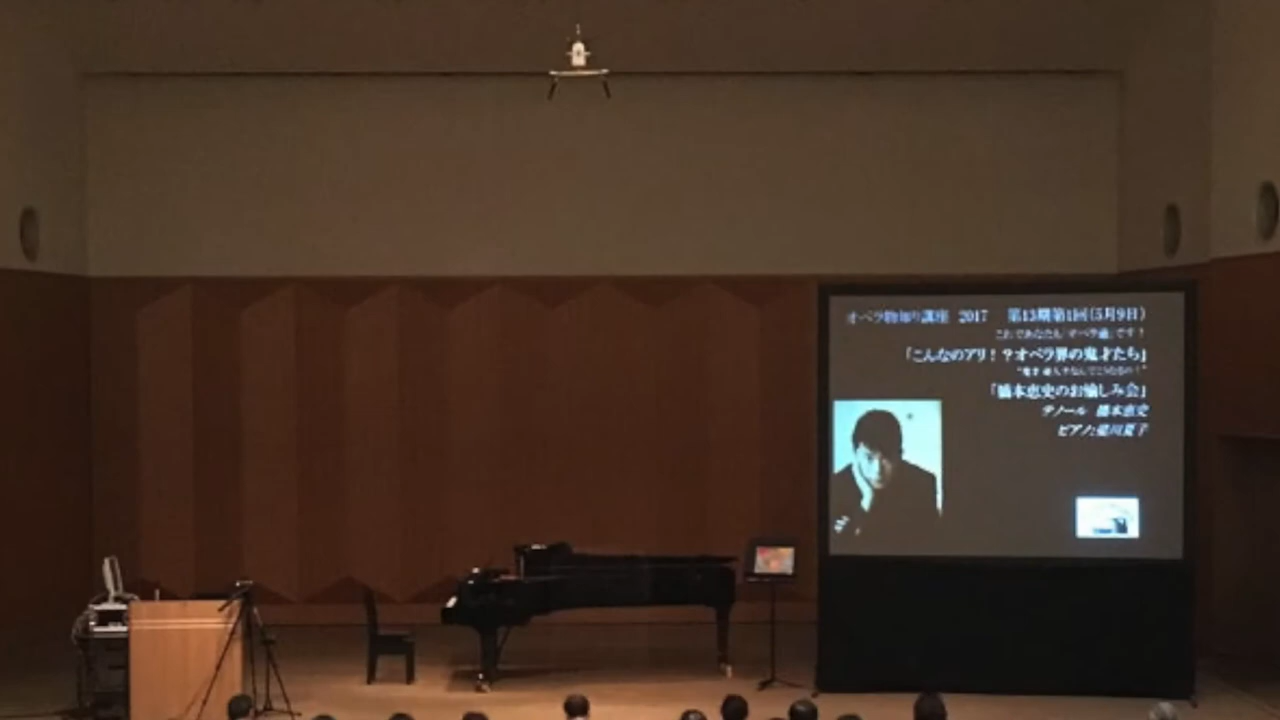 オペラ物知り講座 2017 第13期第1回(5月9日)
これであなたも「オペラ通」です!
「こんなのアリ!?オペラ界の鬼才たち」
「橋本恵史のお愉しみ会」
テノール 橋本恵史
ピアノ: